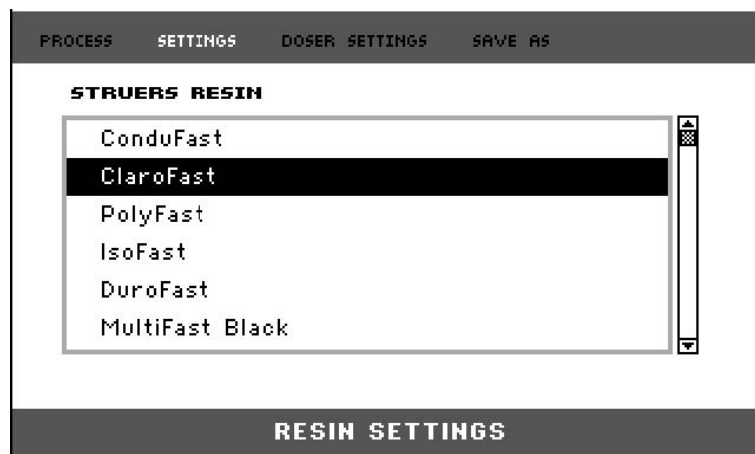 PROCESS SETTINGS DOSER SETTINGS SAVE AS
STRUERS RESIN
ConduFast
ClaroFast
PolyFast
IsoFast
DuroFast
MultiFast Black
RESIN SETTINGS